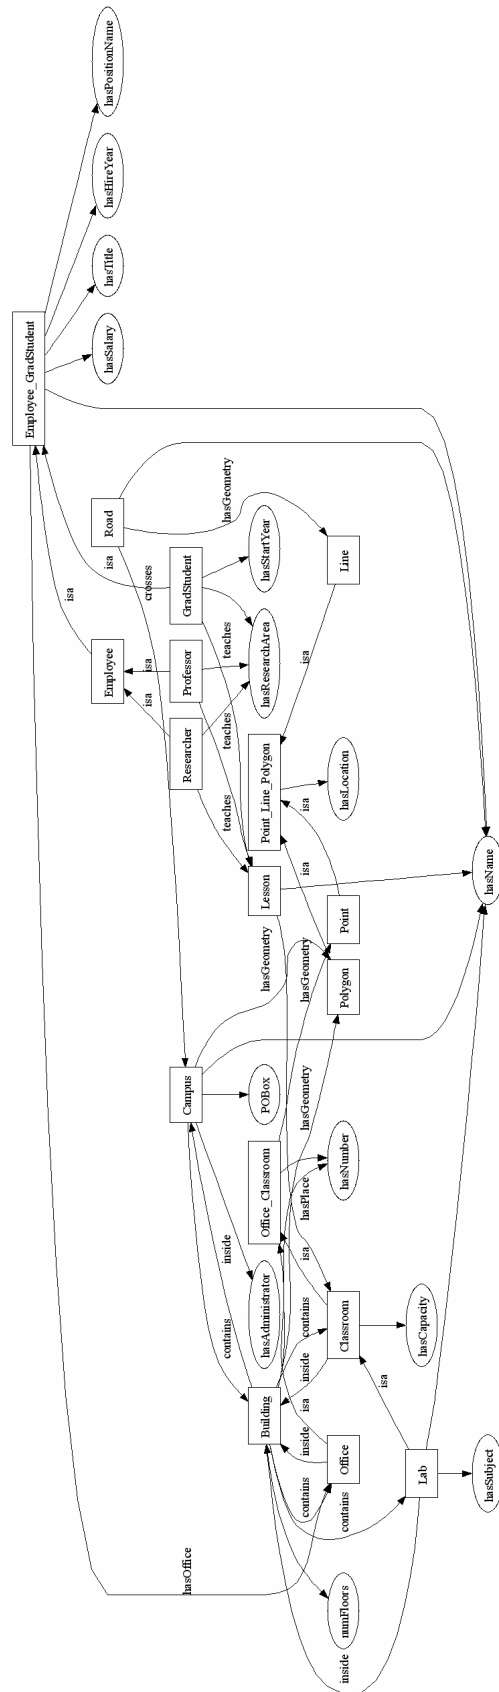 Employee_GradStudent
hasSalary
hasTitle
hasHireYear
hasPositionName
isa
isa
crosses
Road
hasGeometry
Employee
isa
isa
Researcher
Professor
GradStudent
teaches
teaches
teaches
hasResearchArea
hasStartYear
Campus
inside
contains
POBox
hasAdministrator
Lesson
Point_Line_Polygon
isa
Line
hasGeometry
hasGeometry
hasGeometry
isa
isa
hasLocation
Point
Polygon
Building
Office_Classroom
hasPlace
hasNumber
isa
contains
inside
isa
inside
contains
contains
Classroom
Office
hasOffice
numFloors
hasCapacity
isa
Lab
hasSubject
inside
hasName